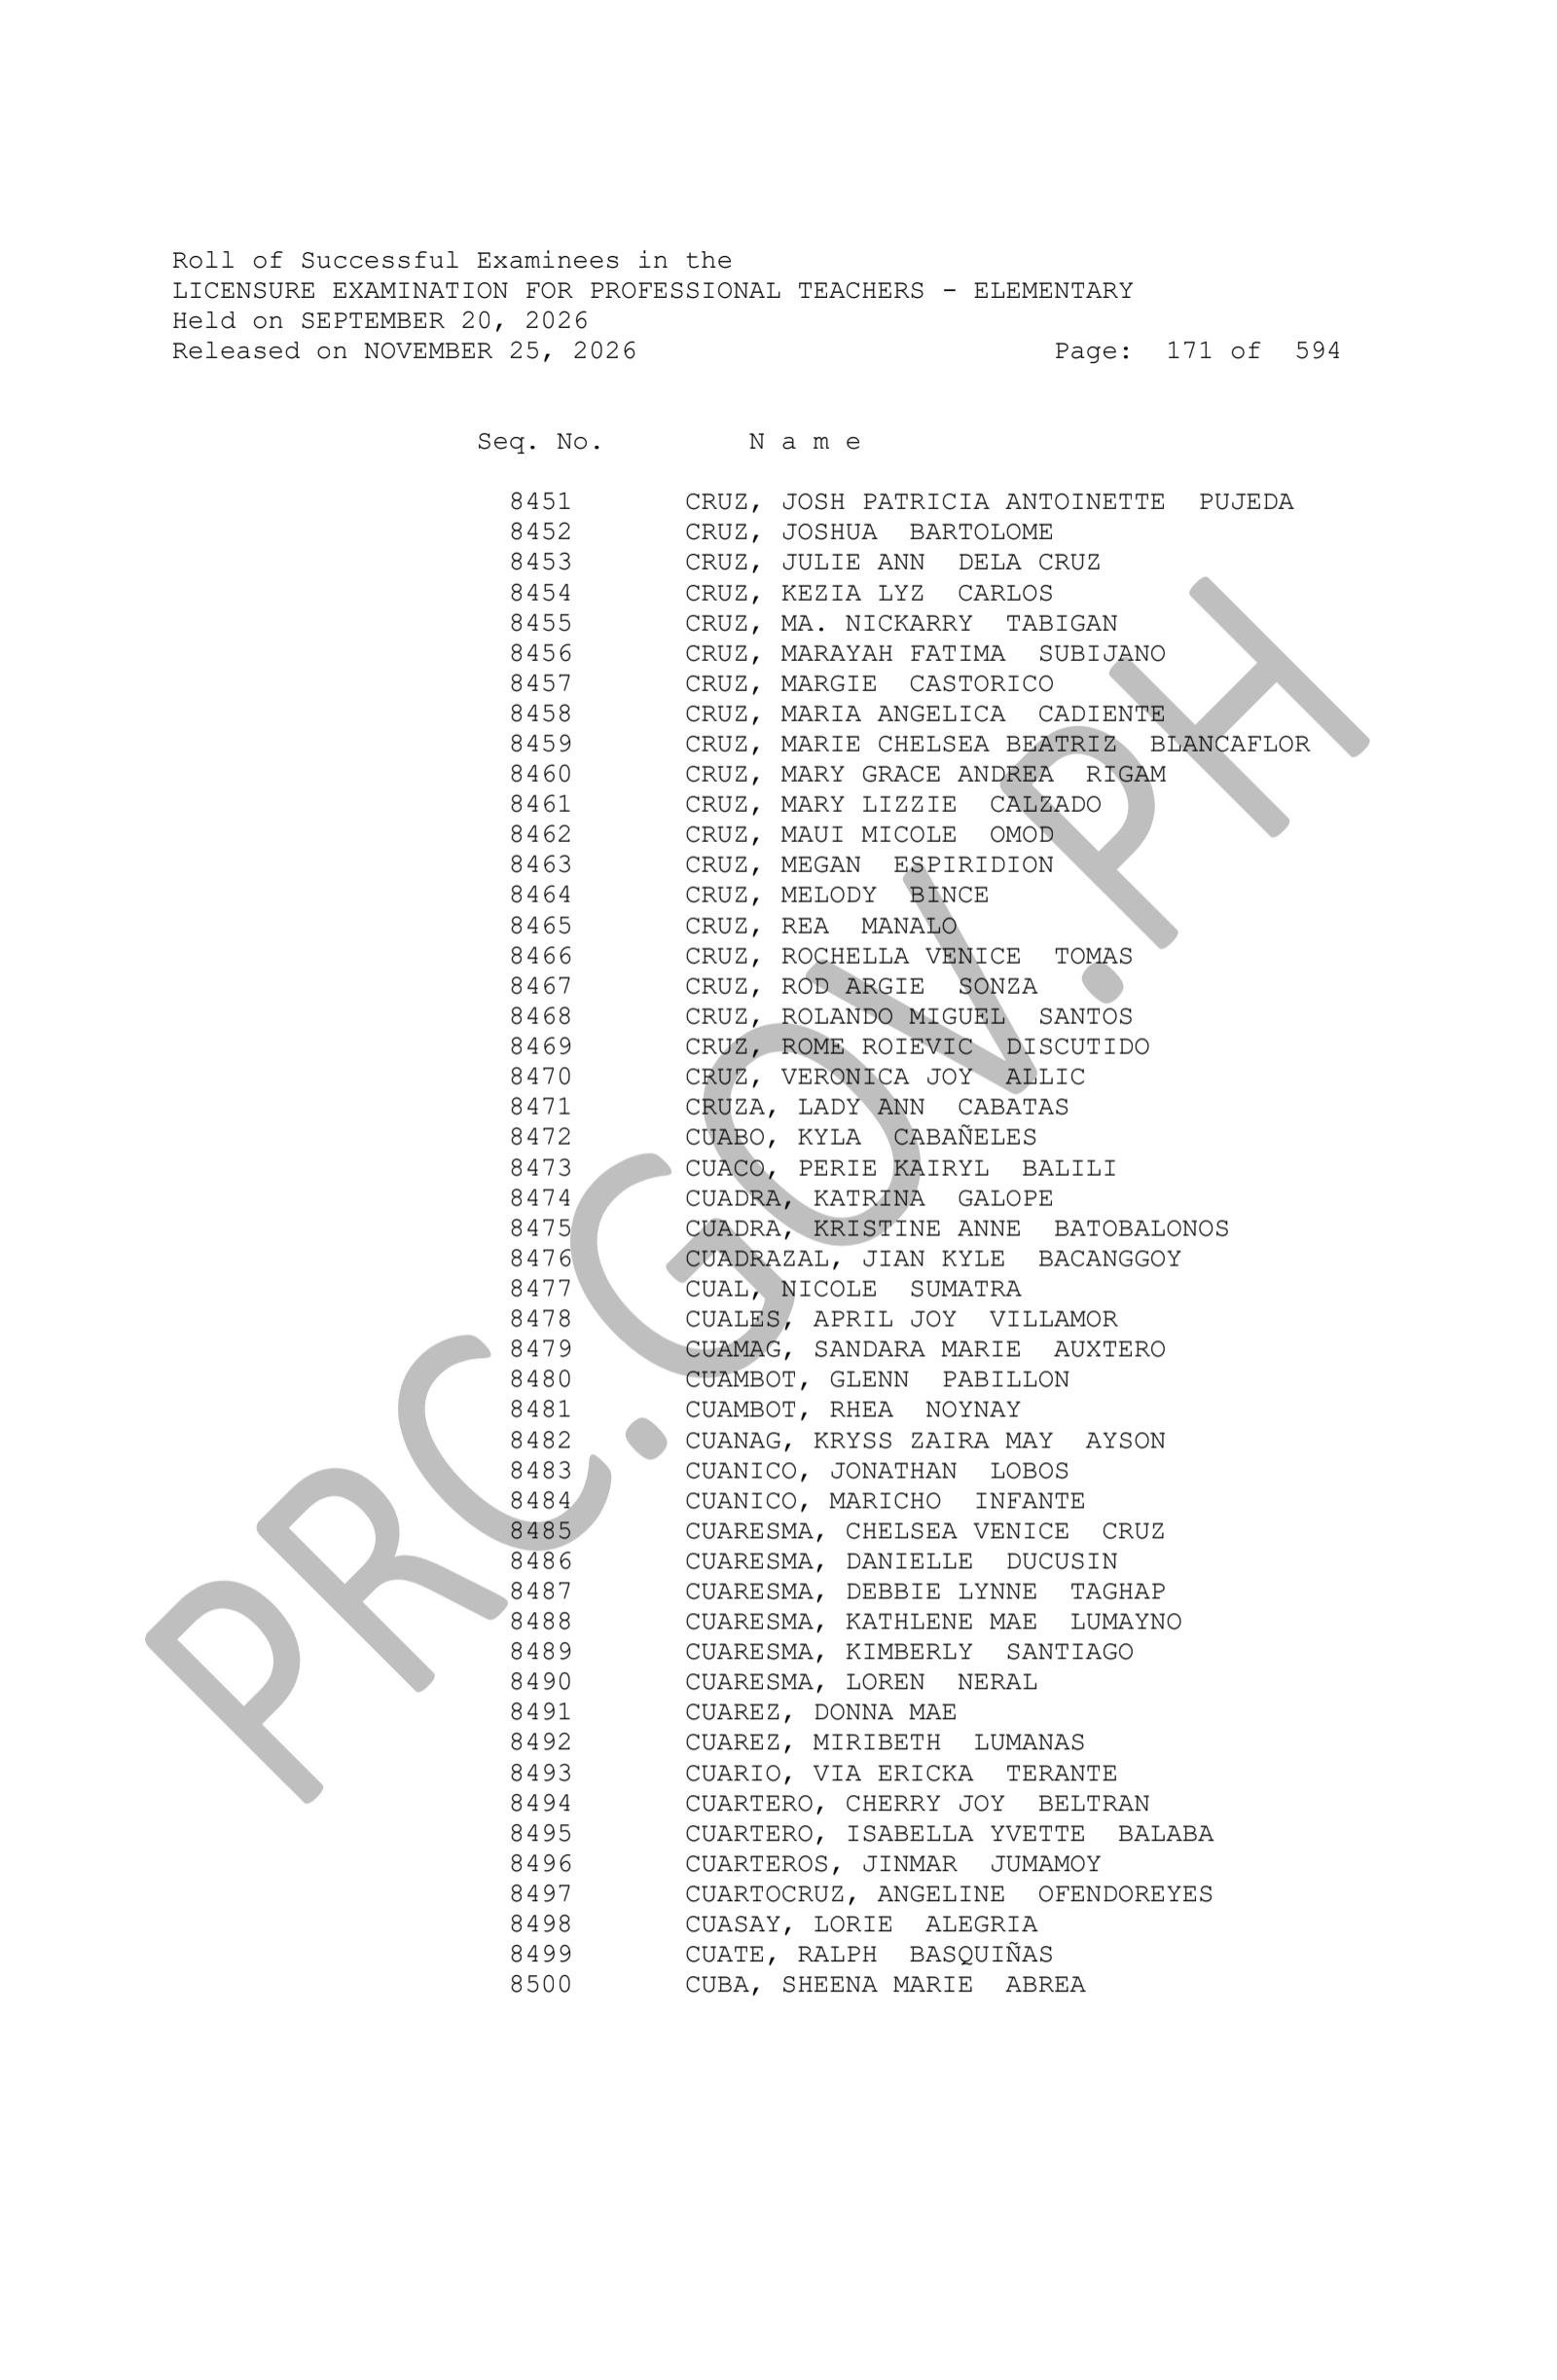 Roll of Successful Examinees in the
LICENSURE EXAMINATION FOR PROFESSIONAL TEACHERS - ELEMENTARY
Held on SEPTEMBER 20, 2026
Released on NOVEMBER 25, 2026 Page: 171 of 594
Seq. No. N a m e
8451 CRUZ, JOSH PATRICIA ANTOINETTE PUJEDA
8452 CRUZ, JOSHUA BARTOLOME
8453 CRUZ, JULIE ANN DELA CRUZ
8454 CRUZ, KEZIA LYZ CARLOS
8455 CRUZ, MA. NICKARRY TABIGAN
8456 CRUZ, MARAYAH FATIMA SUBIJANO
8457 CRUZ, MARGIE CASTORICO
8458 CRUZ, MARIA ANGELICA CADIENTE
8459 CRUZ, MARIE CHELSEA BEATRIZ BLANCAFLOR
8460 CRUZ, MARY GRACE ANDREA RIGAM
8461 CRUZ, MARY LIZZIE CALZADO
8462 CRUZ, MAUI MICOLE OMOD
8463 CRUZ, MEGAN ESPIRIDION
8464 CRUZ, MELODY BINCE
8465 CRUZ, REA MANALO
8466 CRUZ, ROCHELLA VENICE TOMAS
8467 CRUZ, ROD ARGIE SONZA
8468 CRUZ, ROLANDO MIGUEL SANTOS
8469 CRUZ, ROME ROIEVIC DISCUTIDO
8470 CRUZ, VERONICA JOY ALLIC
8471 CRUZA, LADY ANN CABATAS
8472 CUABO, KYLA CABAÑELES
8473 CUACO, PERIE KAIRYL BALILI
8474 CUADRA, KATRINA GALOPE
8475 CUADRA, KRISTINE ANNE BATOBALONOS
8476 CUADRAZAL, JIAN KYLE BACANGGOY
8477 CUAL, NICOLE SUMATRA
8478 CUALES, APRIL JOY VILLAMOR
8479 CUAMAG, SANDARA MARIE AUXTERO
8480 CUAMBOT, GLENN PABILLON
8481 CUAMBOT, RHEA NOYNAY
8482 CUANAG, KRYSS ZAIRA MAY AYSON
8483 CUANICO, JONATHAN LOBOS
8484 CUANICO, MARICHO INFANTE
8485 CUARESMA, CHELSEA VENICE CRUZ
8486 CUARESMA, DANIELLE DUCUSIN
8487 CUARESMA, DEBBIE LYNNE TAGHAP
8488 CUARESMA, KATHLENE MAE LUMAYNO
8489 CUARESMA, KIMBERLY SANTIAGO
8490 CUARESMA, LOREN NERAL
8491 CUAREZ, DONNA MAE
8492 CUAREZ, MIRIBETH LUMANAS
8493 CUARIO, VIA ERICKA TERANTE
8494 CUARTERO, CHERRY JOY BELTRAN
8495 CUARTERO, ISABELLA YVETTE BALABA
8496 CUARTEROS, JINMAR JUMAMOY
8497 CUARTOCRUZ, ANGELINE OFENDOREYES
8498 CUASAY, LORIE ALEGRIA
8499 CUATE, RALPH BASQUIÑAS
8500 CUBA, SHEENA MARIE ABREA
PRC.GOV.PH